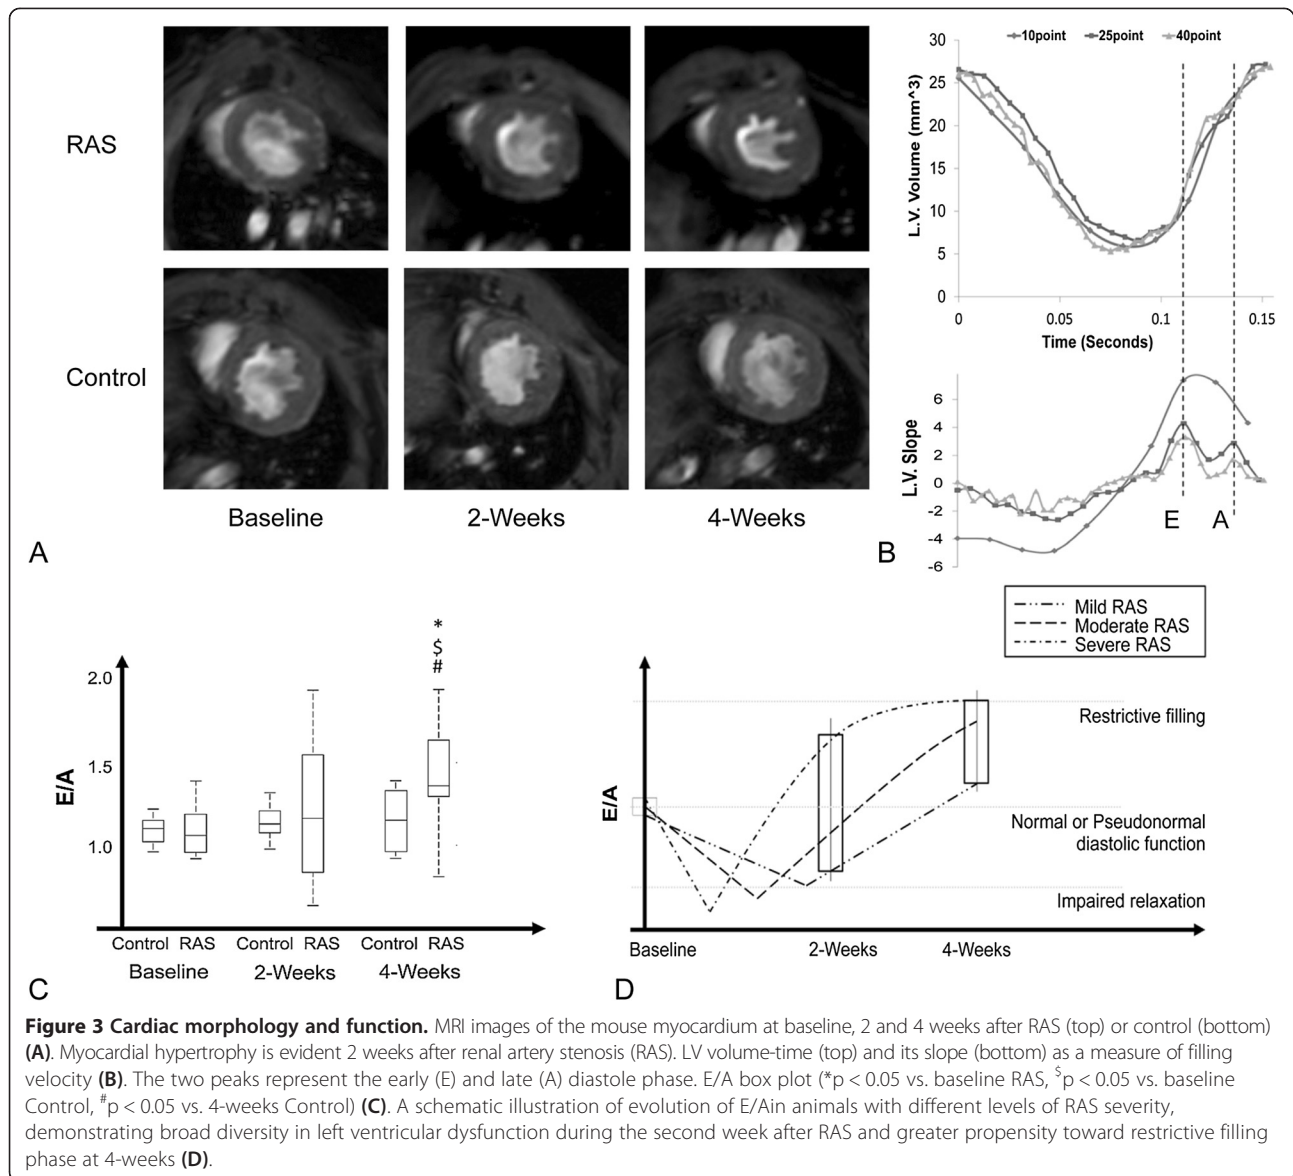 RAS
Control
Baseline
2-Weeks
4-Weeks
A
10point
25point
40point
L.V. Volume (mm^3)
30
25
20
15
10
5
0
0
0.05
0.1
0.15
Time (Seconds)
L.V. Slope
6
4
2
0
-2
-4
-6
E
A
B
*
$
#
E/A
2.0
1.5
1.0
Control RAS
Control RAS
Control RAS
Baseline
2-Weeks
4-Weeks
C
Mild RAS
Moderate RAS
Severe RAS
E/A
Restrictive filling
Normal or Pseudonormal
diastolic function
Impaired relaxation
Baseline
2-Weeks
4-Weeks
D
Figure 3 Cardiac morphology and function. MRI images of the mouse myocardium at baseline, 2 and 4 weeks after RAS (top) or control (bottom)
(A). Myocardial hypertrophy is evident 2 weeks after renal artery stenosis (RAS). LV volume-time (top) and its slope (bottom) as a measure of filling
velocity (B). The two peaks represent the early (E) and late (A) diastole phase. E/A box plot (*p < 0.05 vs. baseline RAS, $p < 0.05 vs. baseline
Control, #p < 0.05 vs. 4-weeks Control) (C). A schematic illustration of evolution of E/Ain animals with different levels of RAS severity,
demonstrating broad diversity in left ventricular dysfunction during the second week after RAS and greater propensity toward restrictive filling
phase at 4-weeks (D).